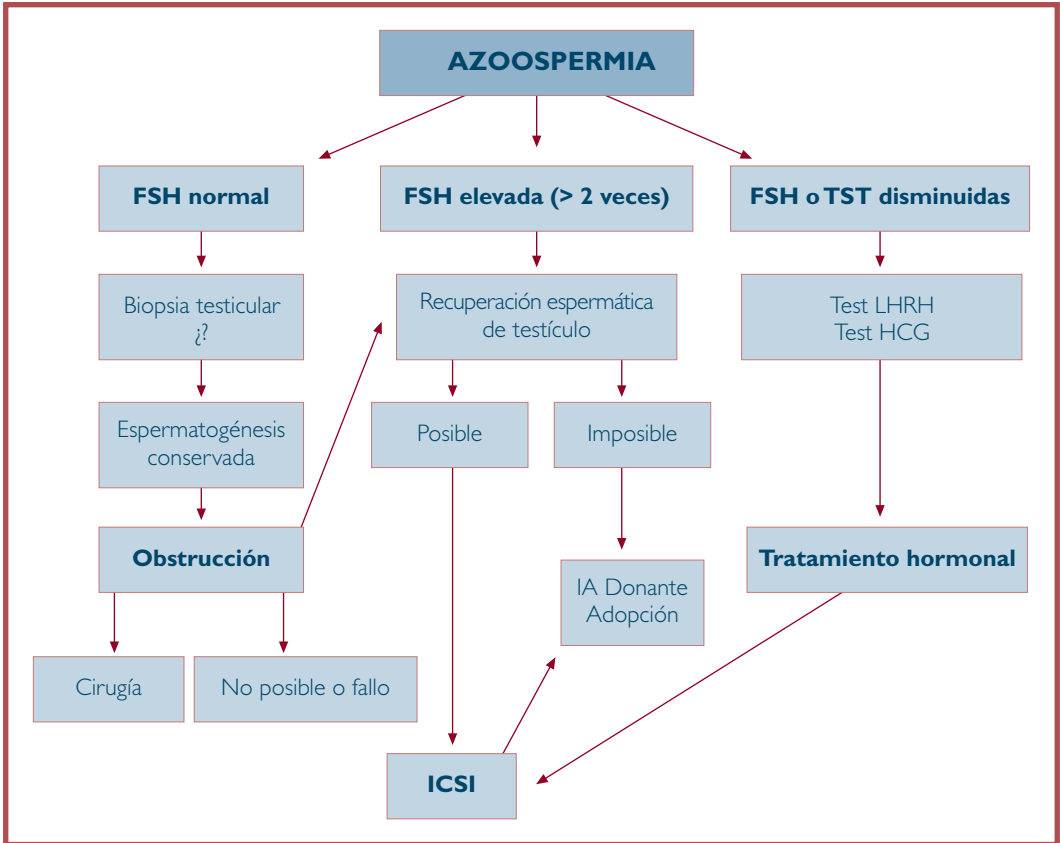 AZOOSPERMIA
FSH normal
FSH elevada (> 2 veces)
FSH o TST disminuidas
Biopsia testicular
¿?
Recuperación espermática
de testículo
Test LHRH
Test HCG
Espermatogénesis
conservada
Posible
Imposible
Obstrucción
Tratamiento hormonal
IA Donante
Adopción
Cirugía
No posible o fallo
ICSI